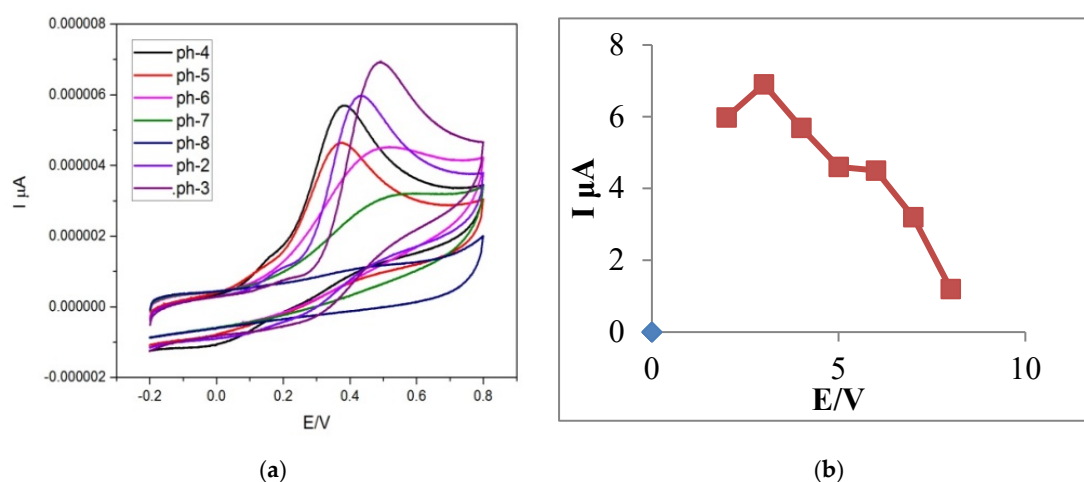 0.000008
0.000006
0.000004
0.000002
0.000000
-0.000002
I µA
ph-4
ph-5
ph-6
ph-7
ph-8
ph-2
.ph-3
-0.2 0.0 0.2 0.4 0.6 0.8
E/V
(a)
8
6
4
2
0
I µA
0 5 10
E/V
(b)